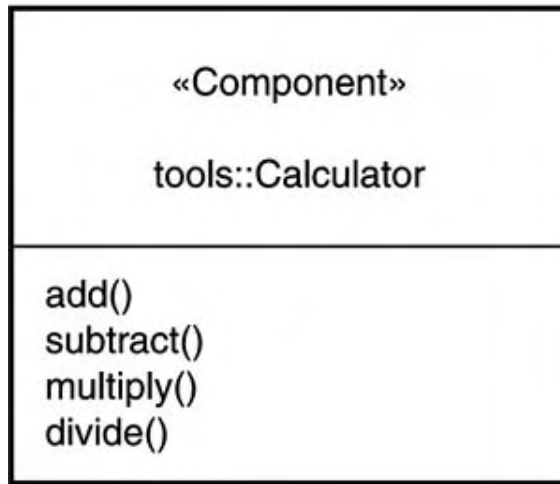 «Component»
tools::Calculator
add()
subtract()
multiply()
divide()